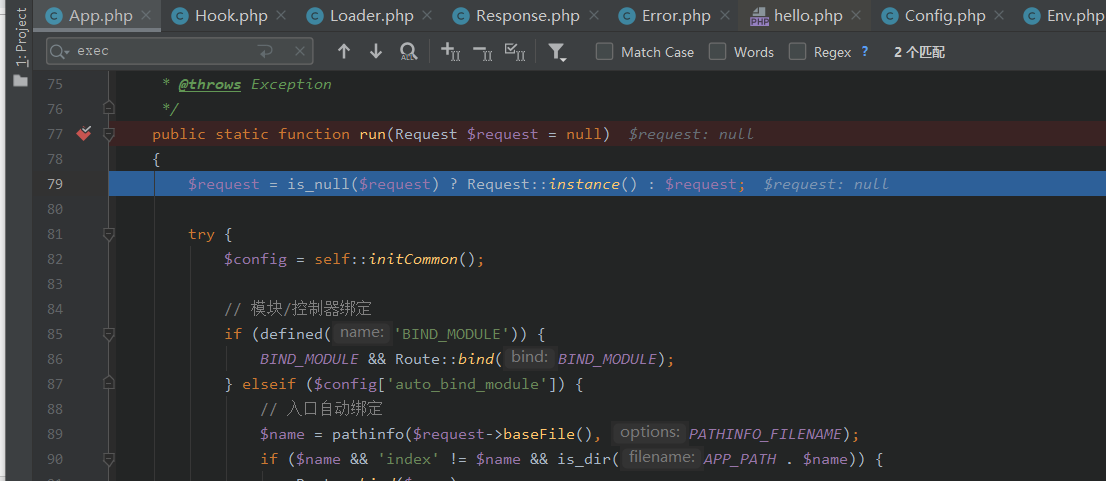 1: Project
App.php Hook.php Loader.php Response.php Error.php hello.php Config.php Env.php
exec Match Case Words Regex ? 2 个匹配
75 * @throws Exception
76 */
77 public static function run(Request $request = null) $request: null
78 {
79 $request = is_null($request) ? Request::instance() : $request; $request: null
80
81 try {
82 $config = self::initCommon();
83
84 // 模块/控制器绑定
85 if (defined( name: 'BIND_MODULE')) {
86 BIND_MODULE && Route::bind( bind: BIND_MODULE);
87 } elseif ($config['auto_bind_module']) {
88 // 入口自动绑定
89 $name = pathinfo($request->baseFile(), options: PATHINFO_FILENAME);
90 if ($name && 'index' != $name && is_dir( filename: APP_PATH . $name)) {